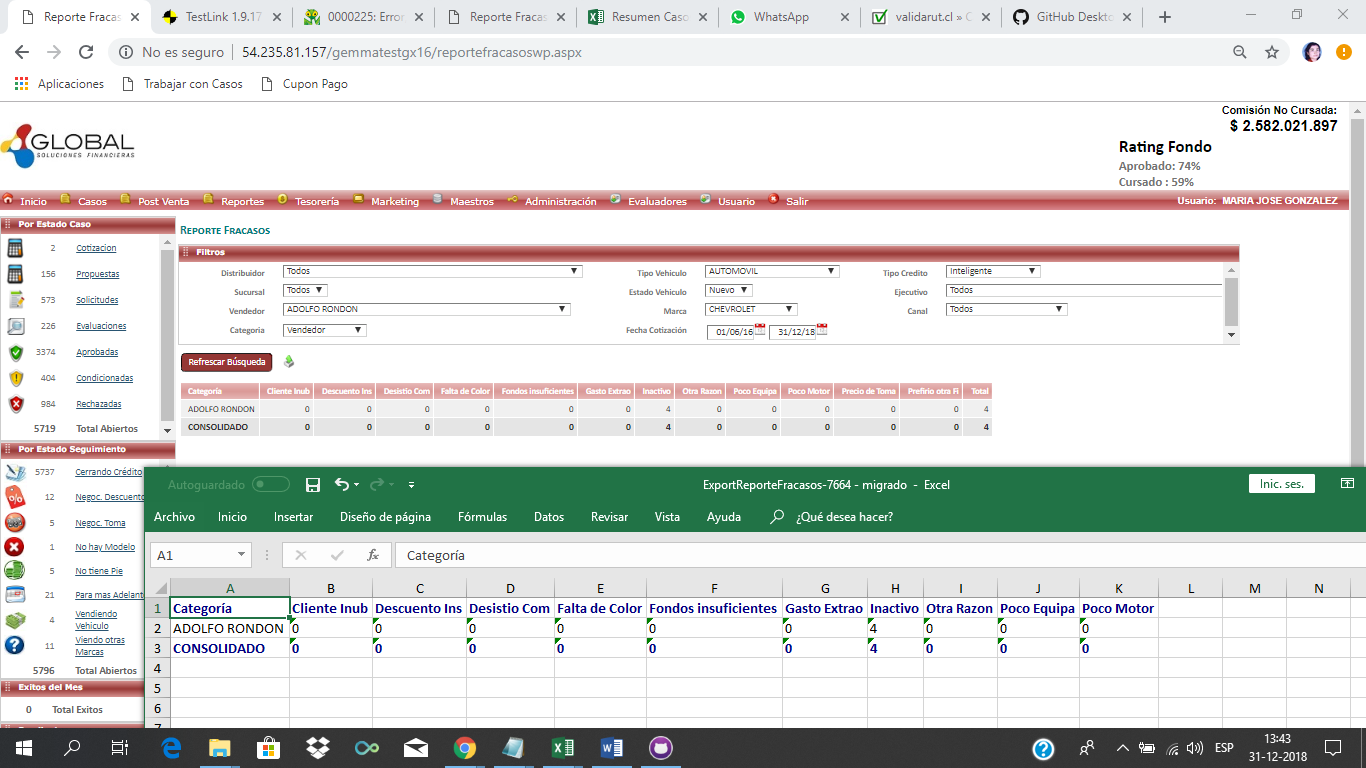 Reporte Fracas
TestLink 1.9.17
0000225: Error
Reporte Fracas
Resumen Caso
WhatsApp
validarut.cl » C
GitHub Deskto
No es seguro
54.235.81.157/gemmatestgx16/reportefracasoswp.aspx
Aplicaciones
Trabajar con Casos
Cupon Pago
Comisión No Cursada:
$ 2.582.021.897
GLOBAL
SOLUCIONES FINANCIERAS
Rating Fondo
Aprobado: 74%
Cursado : 59%
Inicio Casos Post Venta Reportes Tesorería Marketing Maestros Administración Evaluadores Usuario Salir
Usuario: MARIA JOSE GONZALEZ
Por Estado Caso
2 Cotizacion
156 Propuestas
573 Solicitudes
226 Evaluaciones
3374 Aprobadas
404 Condicionadas
984 Rechazadas
5719 Total Abiertos
Por Estado Seguimiento
5737 Cerrando Crédito
12 Negoc. Descuento
5 Negoc. Toma
1 No hay Modelo
5 No tiene Pie
21 Para mas Adelant
4 Vendiendo
Vehículo
11 Viendo otras
Marcas
5796 Total Abiertos
Exitos del Mes
0 Total Exitos
Reporte Fracasos
Filtros
Distribuidor Todos Tipo Vehiculo AUTOMOVIL Tipo Credito Inteligente
Sucursal Todos Estado Vehiculo Nuevo Ejecutivo Todos
Vendedor ADOLFO RONDON Marca CHEVROLET Canal Todos
Categoria Vendedor Fecha Cotización 01/06/16 31/12/18
Refrescar Búsqueda
Categoría Cliente Inub Descuento Ins Desistio Com Falta de Color Fondos insuficientes Gasto Extrao Inactivo Otra Razon Poco Equipa Poco Motor Precio de Toma Prefirio otra Fi Total
ADOLFO RONDON 0 0 0 0 0 0 4 0 0 0 0 0 4
CONSOLIDADO 0 0 0 0 0 0 4 0 0 0 0 0 4
Autoguardado
ExportReporteFracasos-7664 - migrado - Excel
Inic. ses.
Archivo Inicio Insertar Diseño de página Fórmulas Datos Revisar Vista Ayuda ¿Qué desea hacer?
A1 fx Categoría
A B C D E F G H I J K L M N
1 Categoría Cliente Inub Descuento Ins Desistio Com Falta de Color Fondos insuficientes Gasto Extrao Inactivo Otra Razon Poco Equipa Poco Motor
2 ADOLFO RONDON 0 0 0 0 0 0 4 0 0 0
3 CONSOLIDADO 0 0 0 0 0 0 4 0 0 0
4
5
6
7
ESP
13:43
31-12-2018